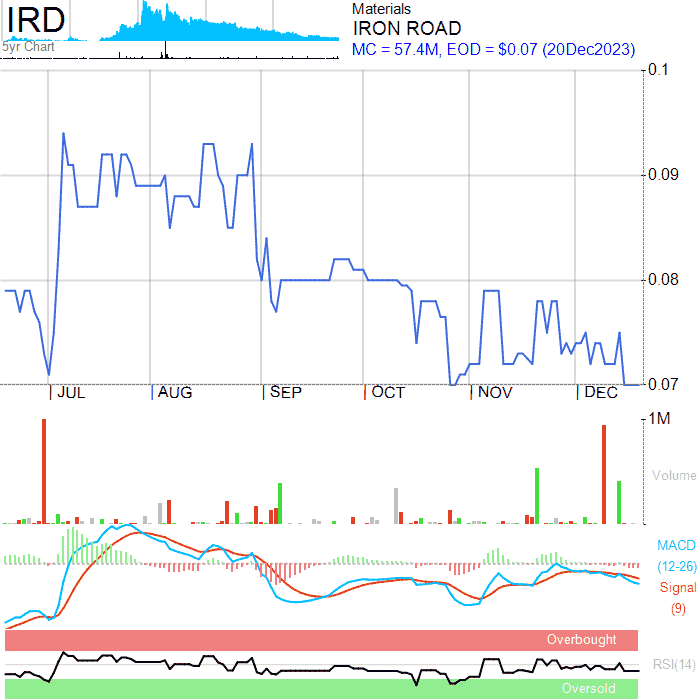 IRD
5yr Chart
Materials
IRON ROAD
MC = 57.4M, EOD = $0.07 (20Dec2023)
0.1
0.09
0.08
0.07
JUL
AUG
SEP
OCT
NOV
DEC
1M
Volume
MACD
(12-26)
Signal
(9)
Overbought
RSI(14)
Oversold